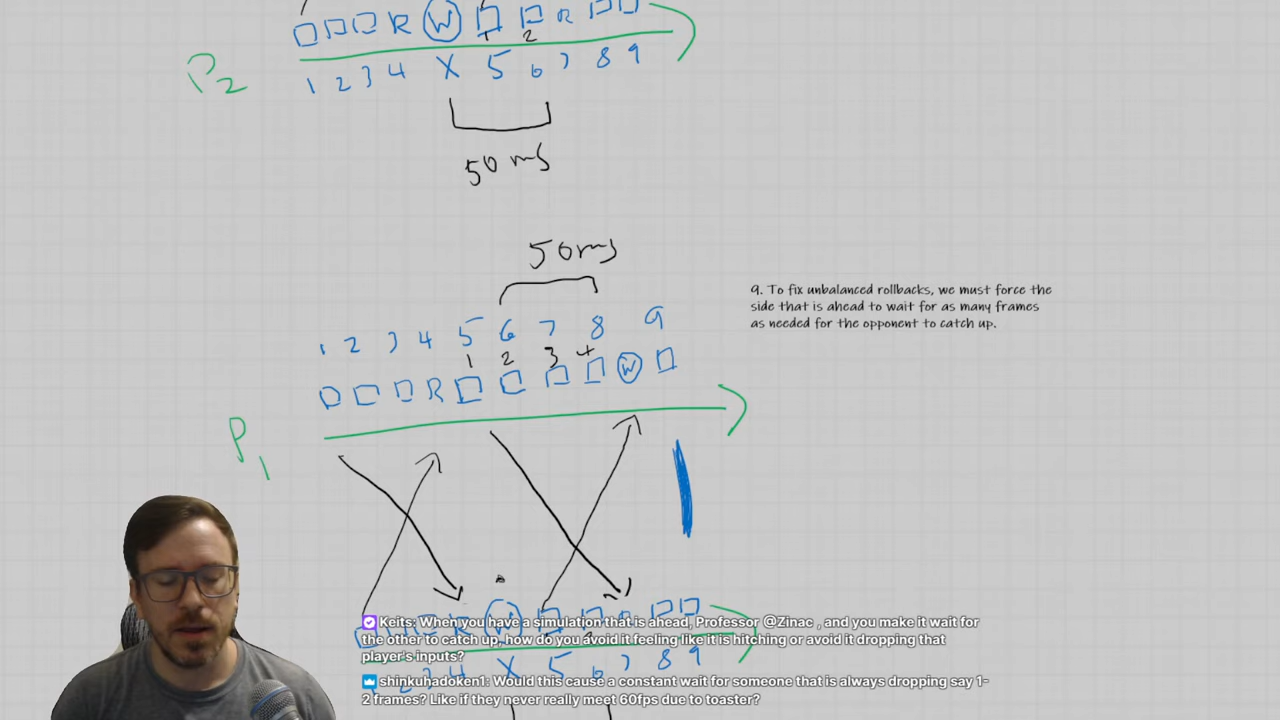 R W
1 2
P2
1 2 3 4 X 5 6 7 8 9
50 ms
50ms
9. To fix unbalanced rollbacks, we must force the
side that is ahead to wait for as many frames
as needed for the opponent to catch up.
1 2 3 4 5 6 7 8 9
1 2 3 4
R W
P1
W
Keits: When you have a simulation that is ahead, Professor @Zinac , and you make it wait for
the other to catch up, how do you avoid it feeling like it is hitching or avoid it dropping that
player's inputs?
X 5 6 7 8 9
shinkuhadoken1: Would this cause a constant wait for someone that is always dropping say 1-
2 frames? Like if they never really meet 60fps due to toaster?